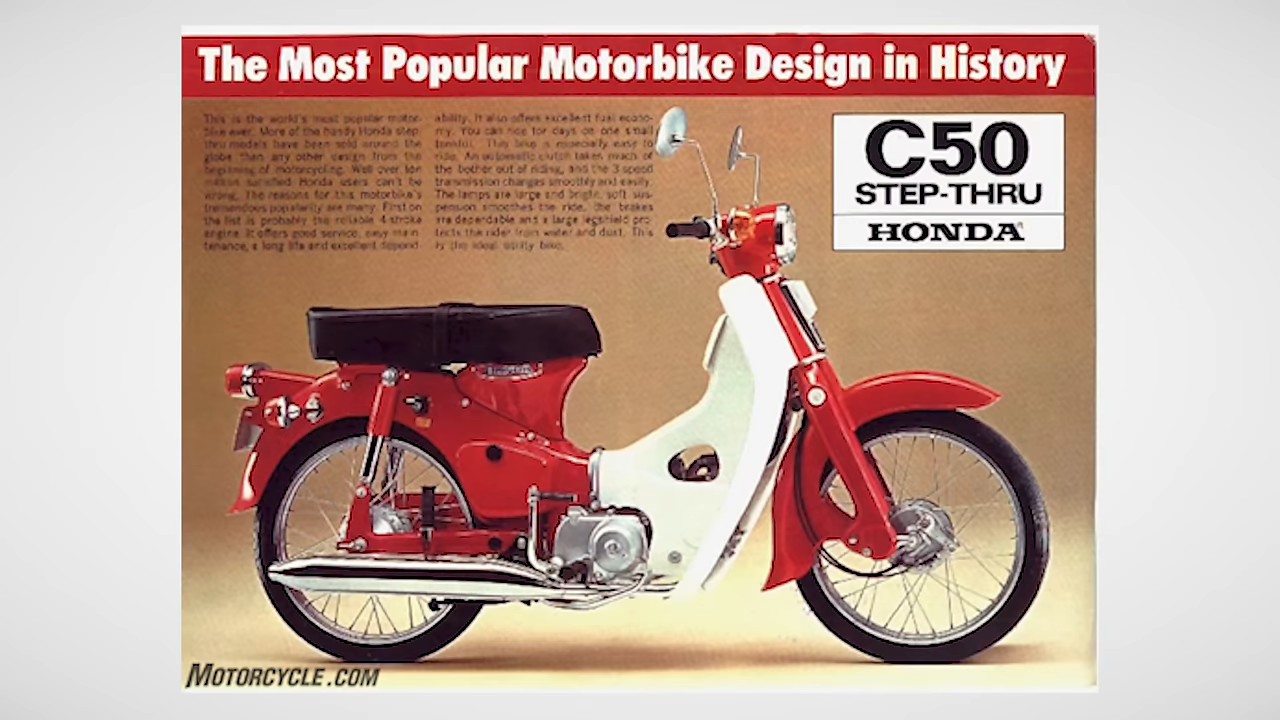 The Most Popular Motorbike Design in History
This is the world's most popular motor-
bike ever. More of the handy Honda step
thru models have been sold around the
globe than any other design from the
beginning of motorcycling. Well over ten
million satisfied Honda users can't be
wrong. The reasons for this motorbike's
tremendous popularity are many. First on
the list is probably the reliable 4-stroke
engine. It offers good service, easy main
tenance, a long life and excellent depend
ability. It also offers excellent fuel econo-
my. You can ride for days on one small
tankful. This bike is especially easy to
ride. An automatic clutch takes much of
the bother out of riding, and the 3-speed
transmission changes smoothly and easily.
The lamps are large and bright, soft sus-
pension smoothes the ride, the brakes
are dependable and a large legshield pro-
tects the rider from water and dust. This
is the ideal utility bike.
C50
STEP-THRU
HONDA
MOTORCYCLE.COM